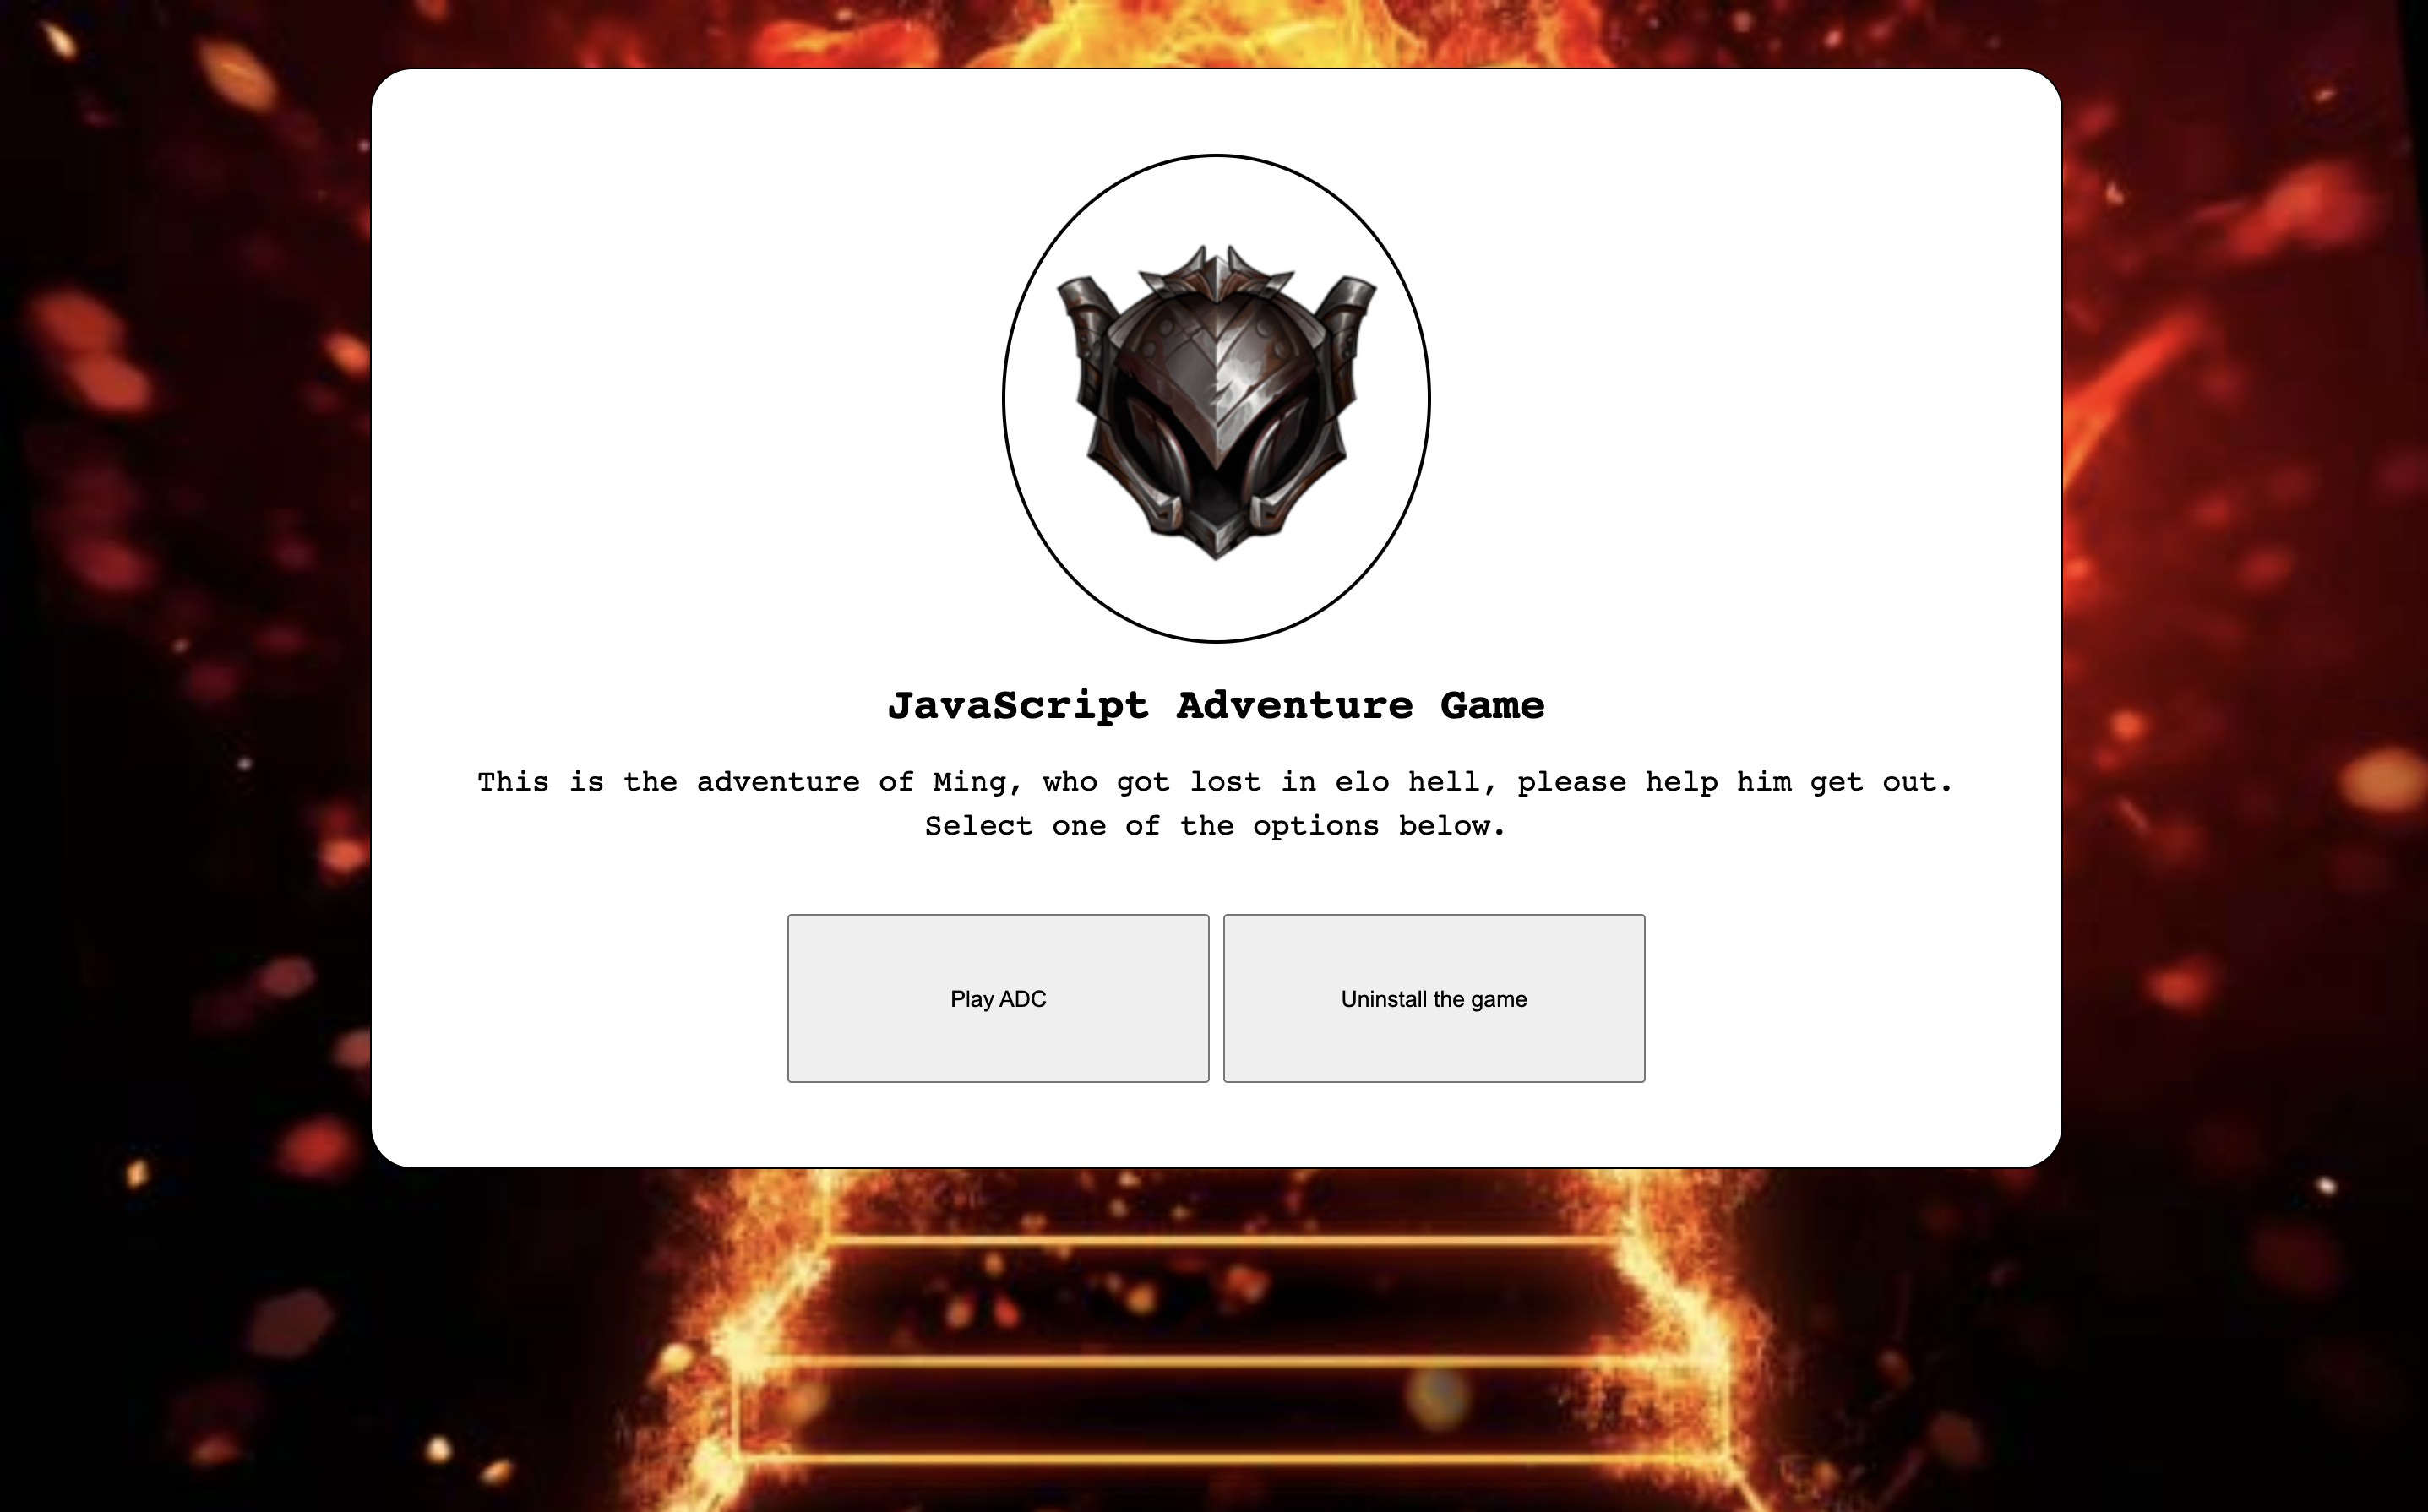 JavaScript Adventure Game
This is the adventure of Ming, who got lost in elo hell, please help him get out.
Select one of the options below.
Play ADC
Uninstall the game